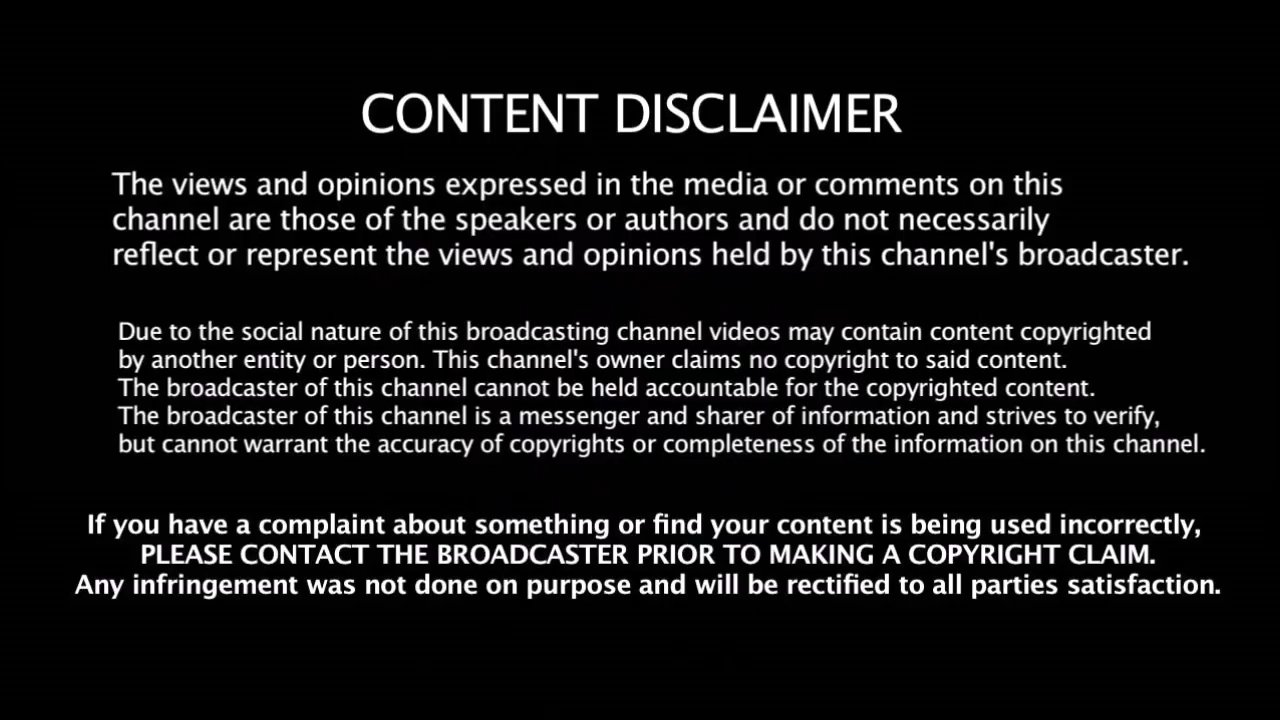 CONTENT DISCLAIMER
The views and opinions expressed in the media or comments on this
channel are those of the speakers or authors and do not necessarily
reflect or represent the views and opinions held by this channel's broadcaster.
Due to the social nature of this broadcasting channel videos may contain content copyrighted
by another entity or person. This channel's owner claims no copyright to said content.
The broadcaster of this channel cannot be held accountable for the copyrighted content.
The broadcaster of this channel is a messenger and sharer of information and strives to verify,
but cannot warrant the accuracy of copyrights or completeness of the information on this channel.
If you have a complaint about something or find your content is being used incorrectly,
PLEASE CONTACT THE BROADCASTER PRIOR TO MAKING A COPYRIGHT CLAIM.
Any infringement was not done on purpose and will be rectified to all parties satisfaction.